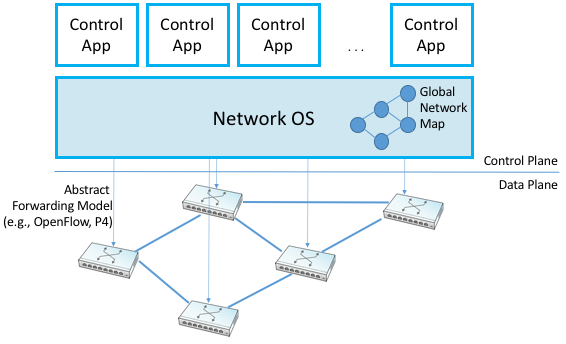 Control
App
Control
App
Control
App
. . .
Control
App
Network OS
Global
Network
Map
Control Plane
Data Plane
Abstract
Forwarding Model
(e.g., OpenFlow, P4)